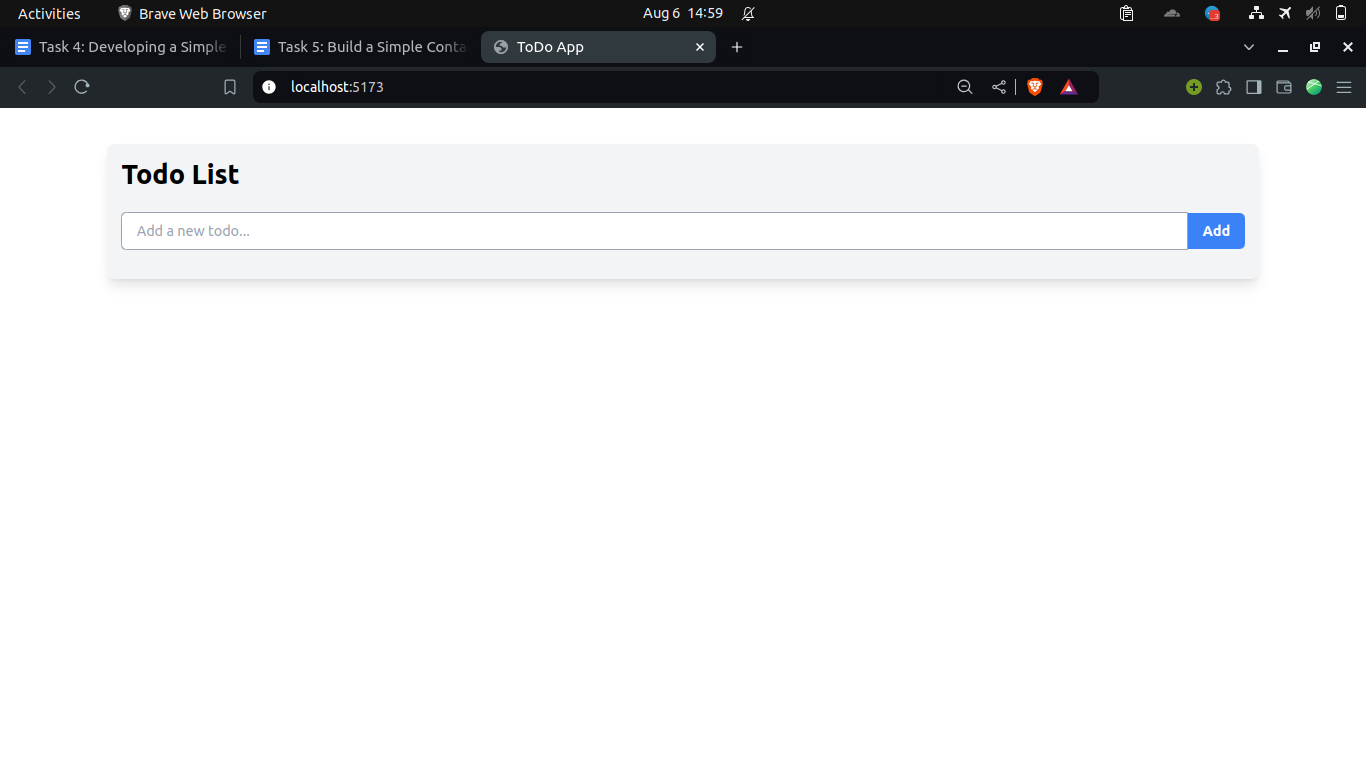 Activities Brave Web Browser Aug 6 14:59
Task 4: Developing a Simple Task 5: Build a Simple Conta ToDo App
localhost:5173
3
Todo List
Add a new todo... Add